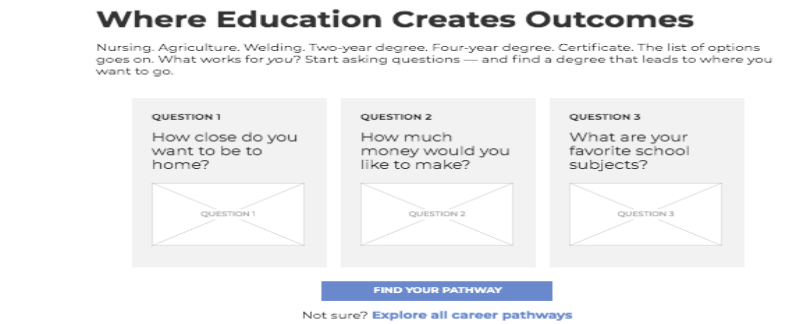 Where Education Creates Outcomes
Nursing. Agriculture. Welding. Two-year degree. Four-year degree. Certificate. The list of options
goes on. What works for you? Start asking questions — and find a degree that leads to where you
want to go.
QUESTION 1
How close do you
want to be to
home?
QUESTION 1
QUESTION 2
How much
money would you
like to make?
QUESTION 2
QUESTION 3
What are your
favorite school
subjects?
QUESTION 3
FIND YOUR PATHWAY
Not sure? Explore all career pathways